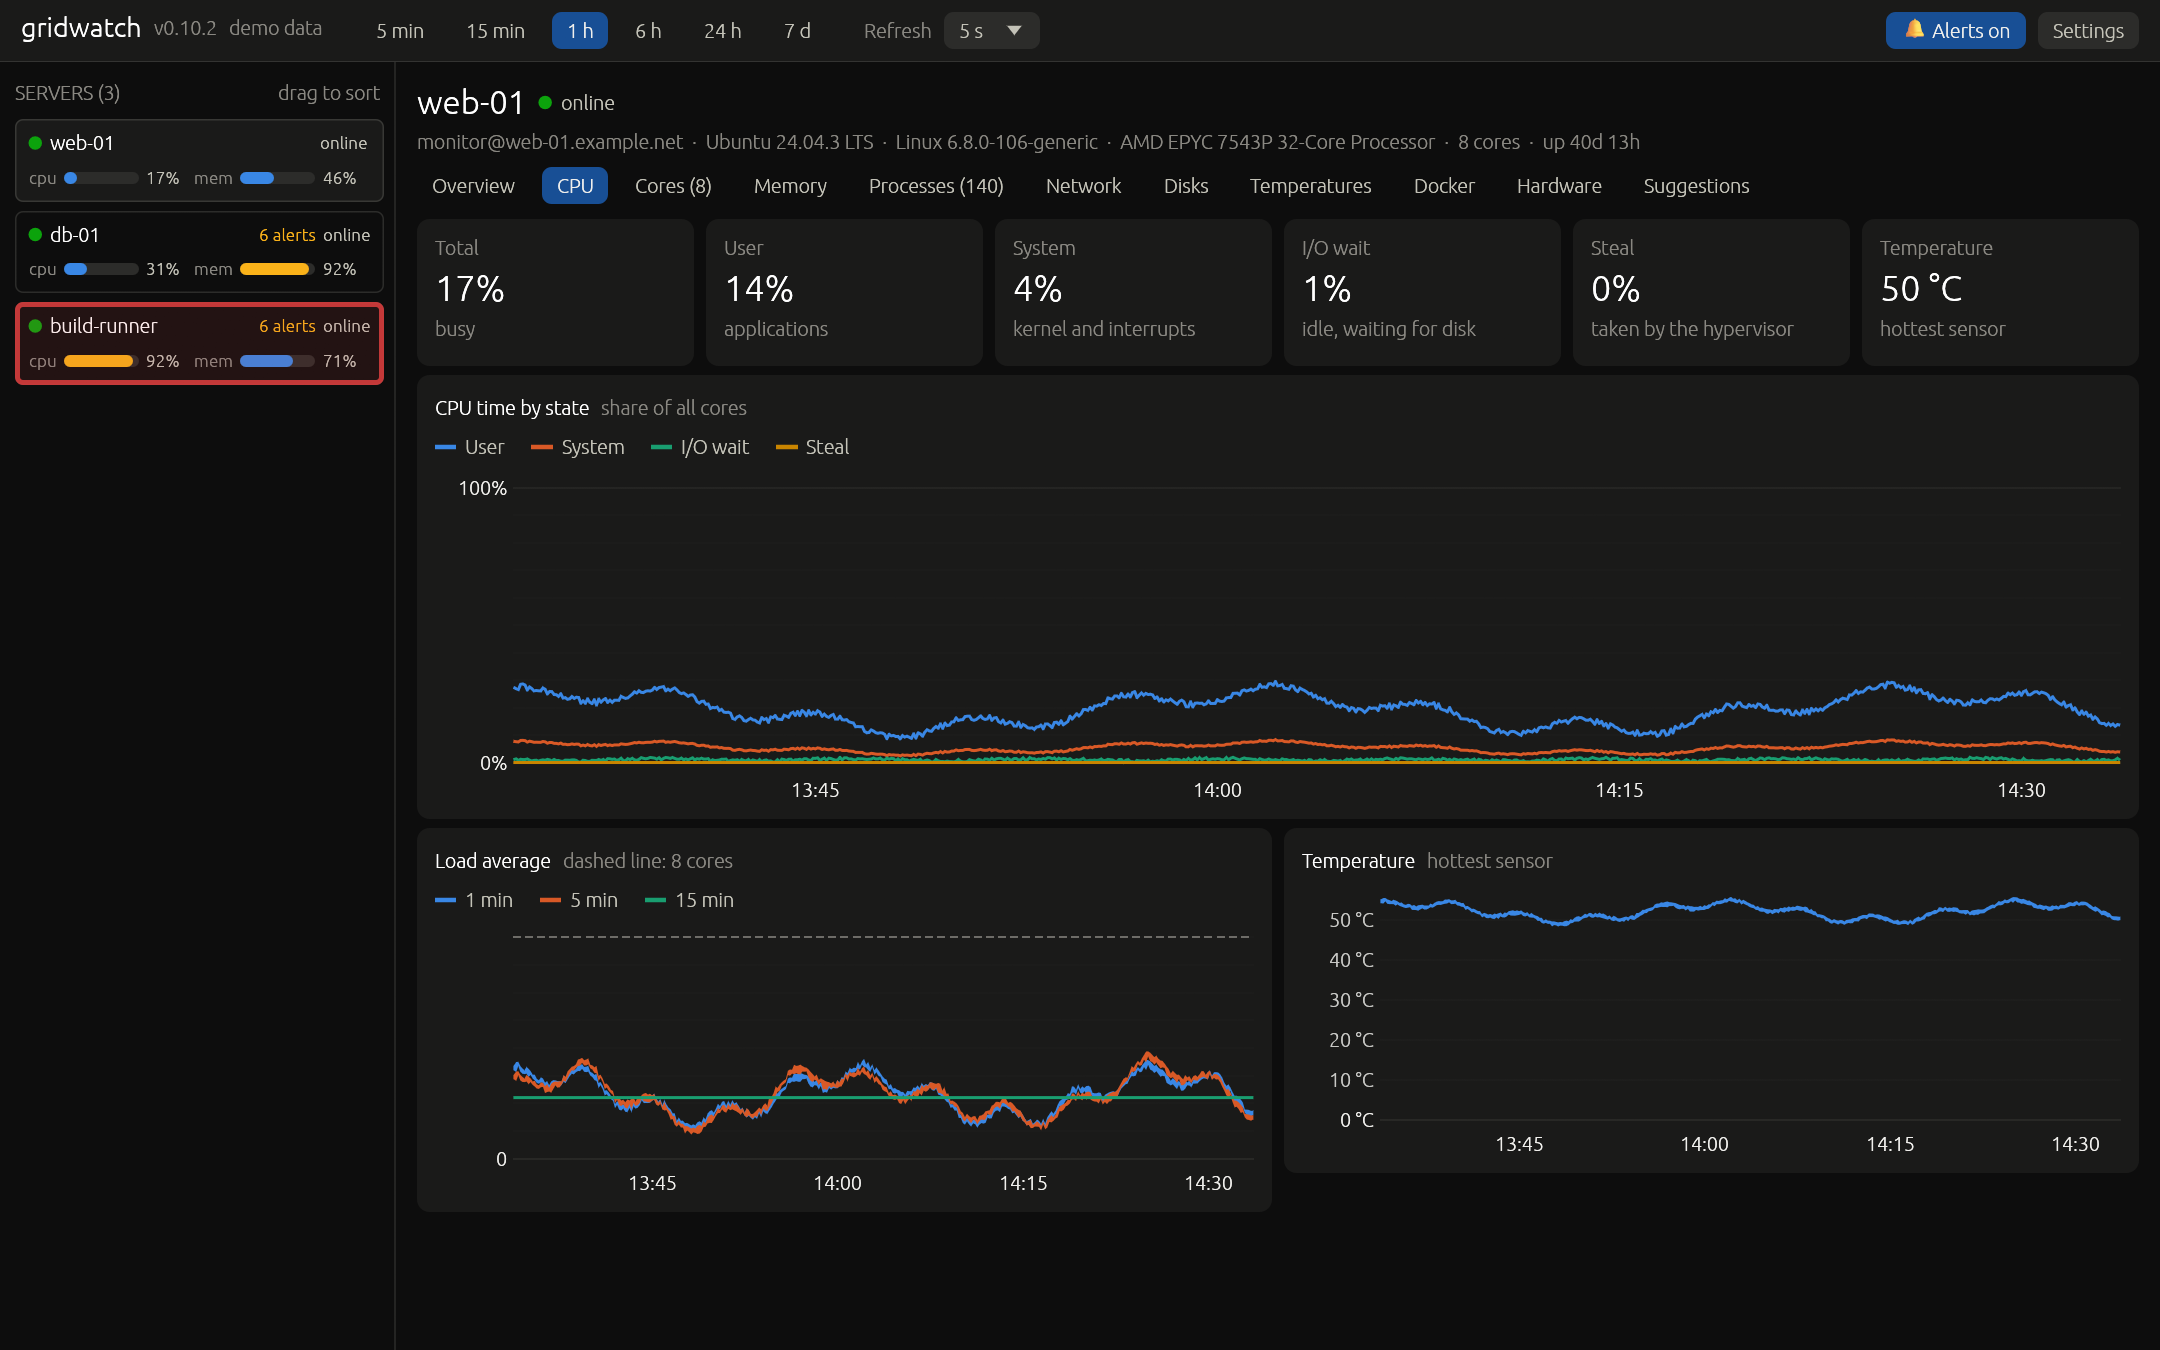 gridwatch v0.10.2 demo data 5 min 15 min 1 h 6 h 24 h 7 d Refresh 5 s Alerts on Settings
SERVERS (3) drag to sort
web-01 online
cpu 17% mem 46%
db-01 6 alerts online
cpu 31% mem 92%
build-runner 6 alerts online
cpu 92% mem 71%
web-01 online
monitor@web-01.example.net · Ubuntu 24.04.3 LTS · Linux 6.8.0-106-generic · AMD EPYC 7543P 32-Core Processor · 8 cores · up 40d 13h
Overview CPU Cores (8) Memory Processes (140) Network Disks Temperatures Docker Hardware Suggestions
Total
17%
busy
User
14%
applications
System
4%
kernel and interrupts
I/O wait
1%
idle, waiting for disk
Steal
0%
taken by the hypervisor
Temperature
50 °C
hottest sensor
CPU time by state share of all cores
User System I/O wait Steal
100%
0%
13:45 14:00 14:15 14:30
Load average dashed line: 8 cores
1 min 5 min 15 min
0
13:45 14:00 14:15 14:30
Temperature hottest sensor
50 °C
40 °C
30 °C
20 °C
10 °C
0 °C
13:45 14:00 14:15 14:30